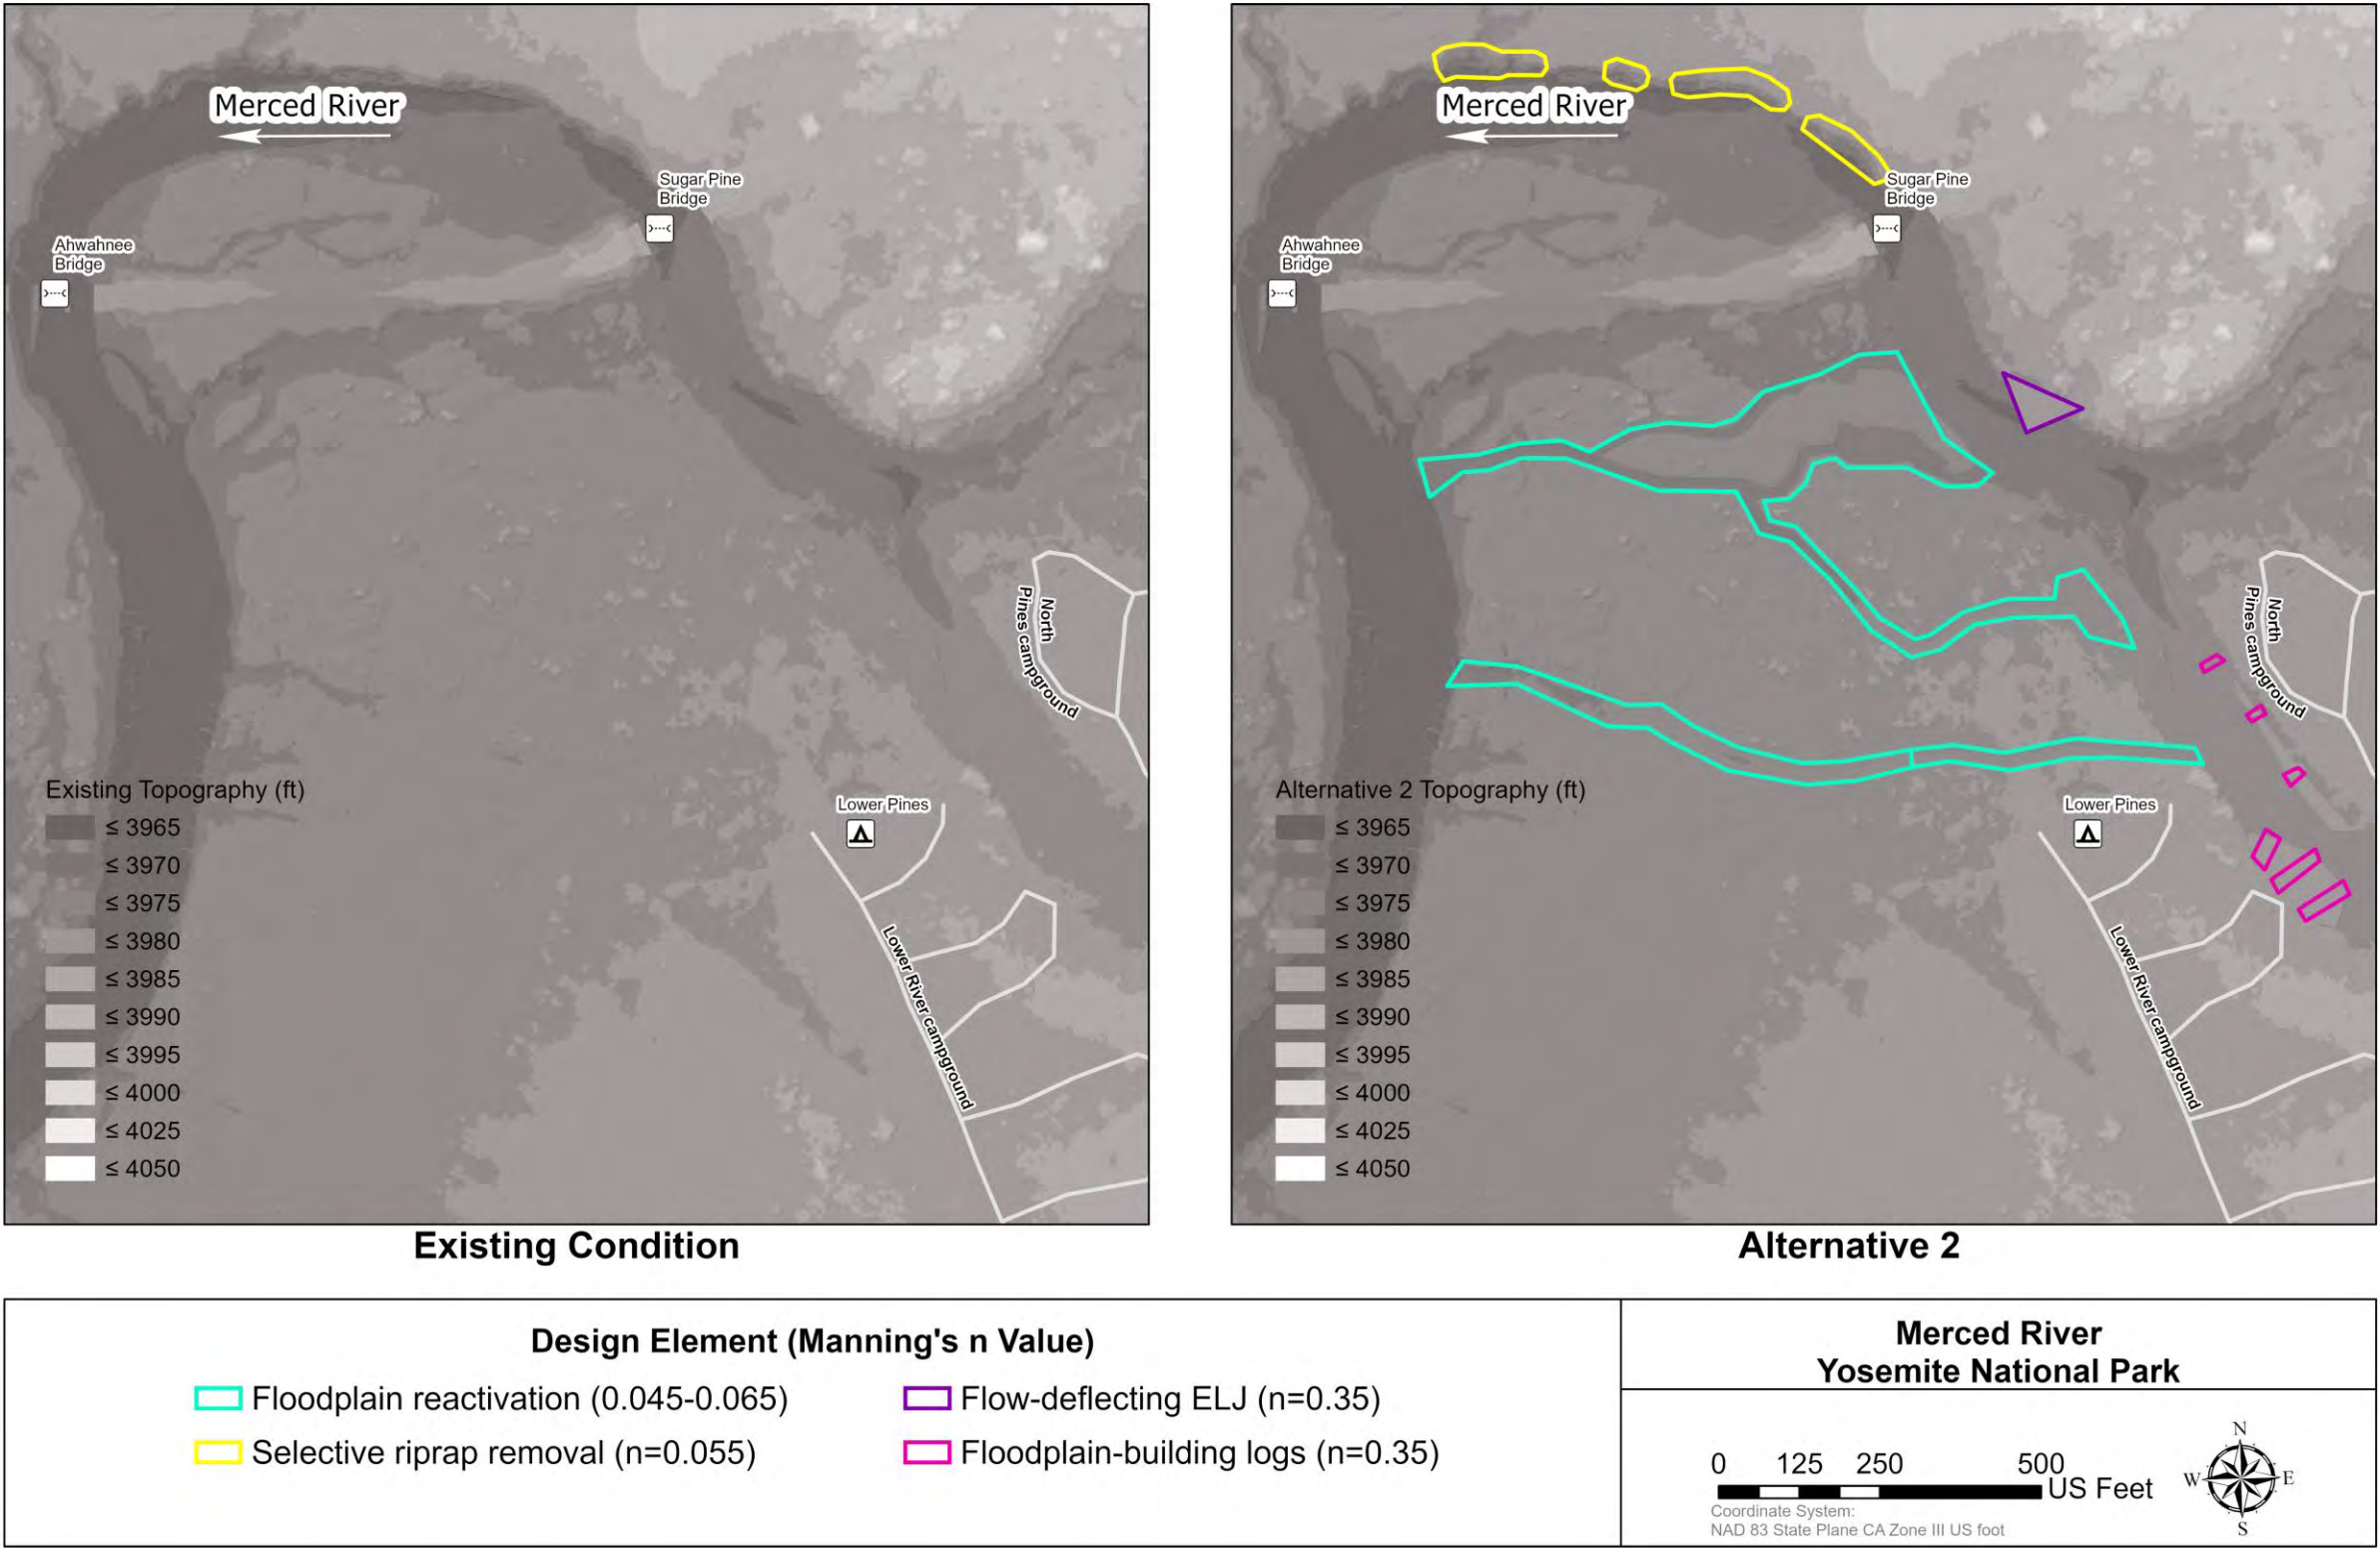 Merced River
Sugar Pine
Bridge
Ahwahnee
Bridge
North
Pines campground
Existing Topography (ft)
≤ 3965
≤ 3970
≤ 3975
≤ 3980
≤ 3985
≤ 3990
≤ 3995
≤ 4000
≤ 4025
≤ 4050
Lower Pines
Lower River campground
Existing Condition
Merced River
Sugar Pine
Bridge
Ahwahnee
Bridge
North
Pines campground
Alternative 2 Topography (ft)
≤ 3965
≤ 3970
≤ 3975
≤ 3980
≤ 3985
≤ 3990
≤ 3995
≤ 4000
≤ 4025
≤ 4050
Lower Pines
Lower River campground
Alternative 2
Design Element (Manning's n Value)
Floodplain reactivation (0.045-0.065)
Selective riprap removal (n=0.055)
Flow-deflecting ELJ (n=0.35)
Floodplain-building logs (n=0.35)
Merced River
Yosemite National Park
0 125 250 500
US Feet
Coordinate System:
NAD 83 State Plane CA Zone III US foot
N
W E
S